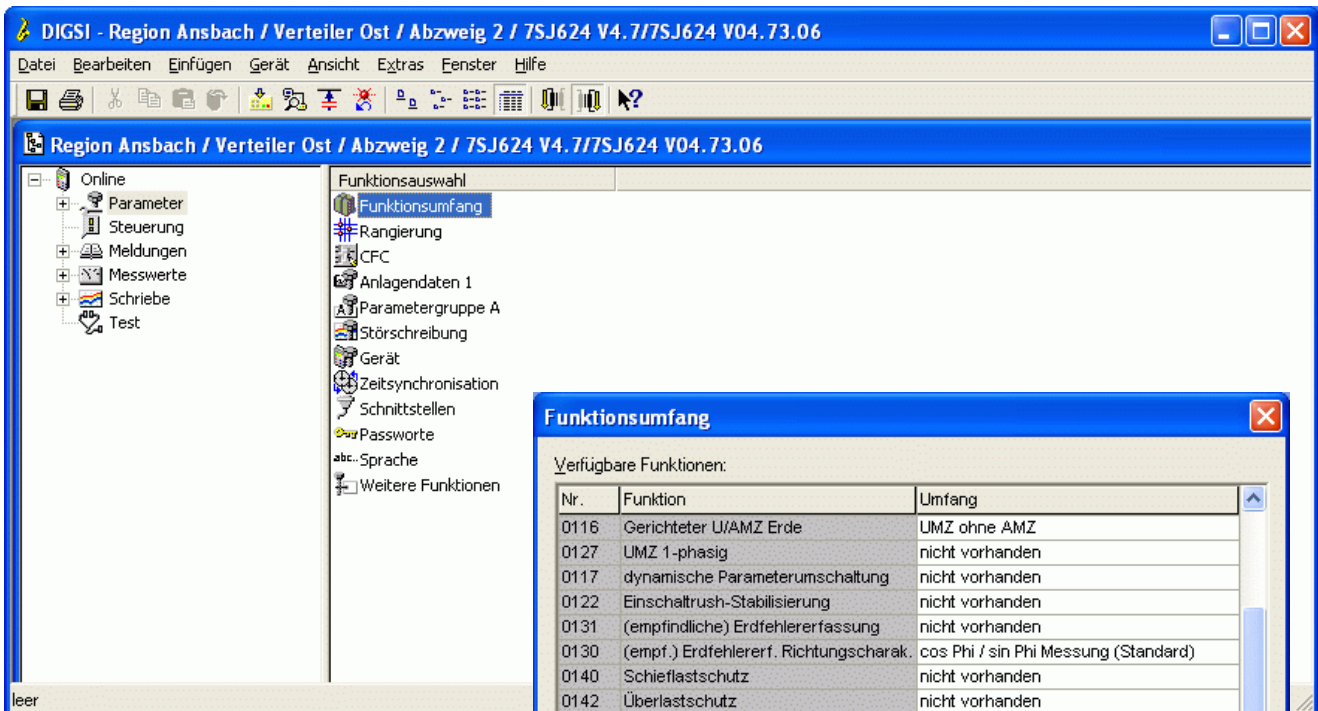 DIGSI - Region Ansbach / Verteiler Ost / Abzweig 2 / 7SJ624 V4.7/7SJ624 V04.73.06
Datei Bearbeiten Einfügen Gerät Ansicht Extras Fenster Hilfe
Region Ansbach / Verteiler Ost / Abzweig 2 / 7SJ624 V4.7/7SJ624 V04.73.06
Online
Parameter
Steuerung
Meldungen
Messwerte
Schriebe
Test
Funktionsauswahl
Funktionsumfang
Rangierung
CFC
Anlagendaten 1
Parametergruppe A
Störschreibung
Gerät
Zeitsynchronisation
Schnittstellen
Passworte
abc.. Sprache
Weitere Funktionen
Funktionsumfang
Verfügbare Funktionen:
Nr. Funktion Umfang
0116 Gerichteter U/AMZ Erde UMZ ohne AMZ
0127 UMZ 1-phasig nicht vorhanden
0117 dynamische Parameterumschaltung nicht vorhanden
0122 Einschaltrush-Stabilisierung nicht vorhanden
0131 (empfindliche) Erdfehlererfassung nicht vorhanden
0130 (empf.) Erdfehlererf. Richtungscharak. cos Phi / sin Phi Messung (Standard)
0140 Schieflastschutz nicht vorhanden
0142 Überlastschutz nicht vorhanden
leer